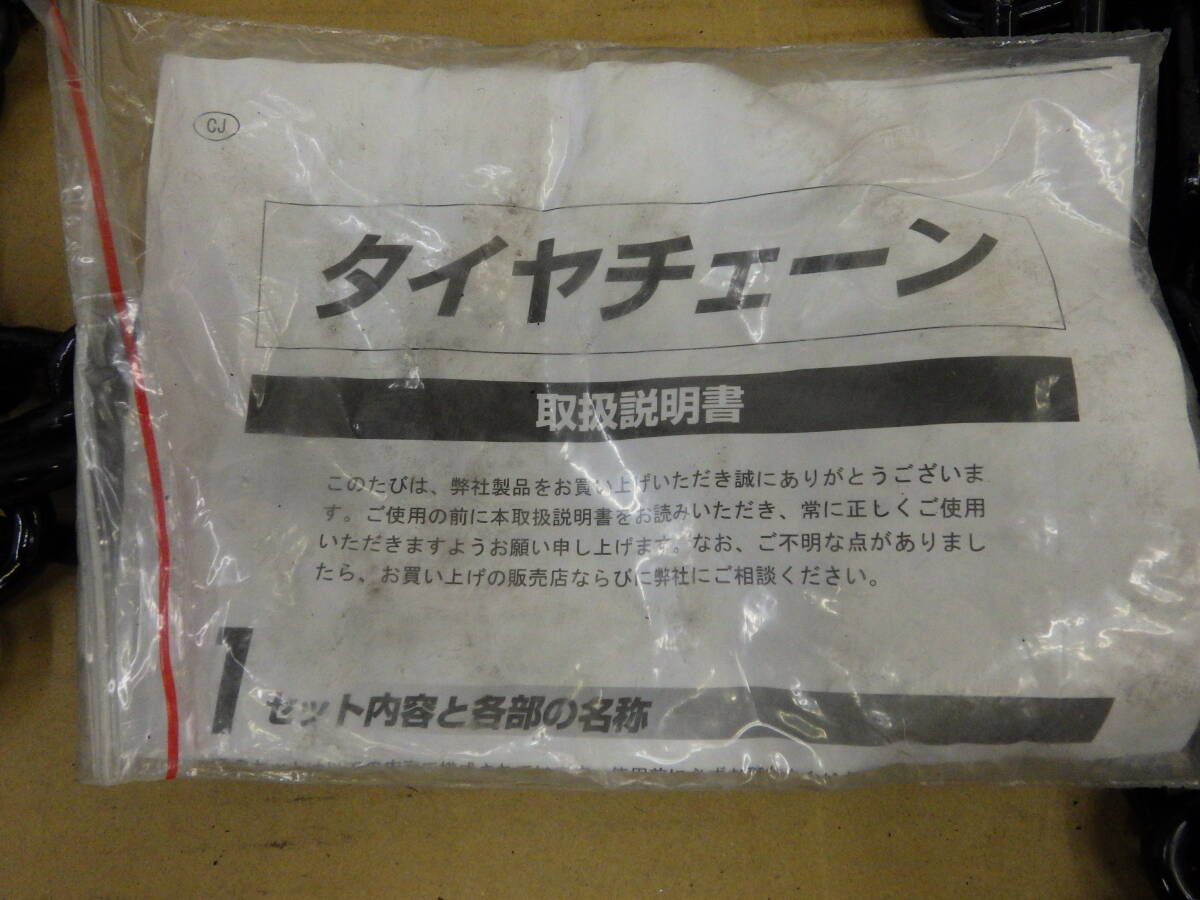 CJ
タイヤチェーン
取扱説明書
このたびは、弊社製品をお買い上げいただき誠にありがとうございま
す。ご使用の前に本取扱説明書をお読みいただき、常に正しくご使用
いただきますようお願い申し上げます。なお、ご不明な点がありまし
たら、お買い上げの販売店ならびに弊社にご相談ください。
1 セット内容と各部の名称